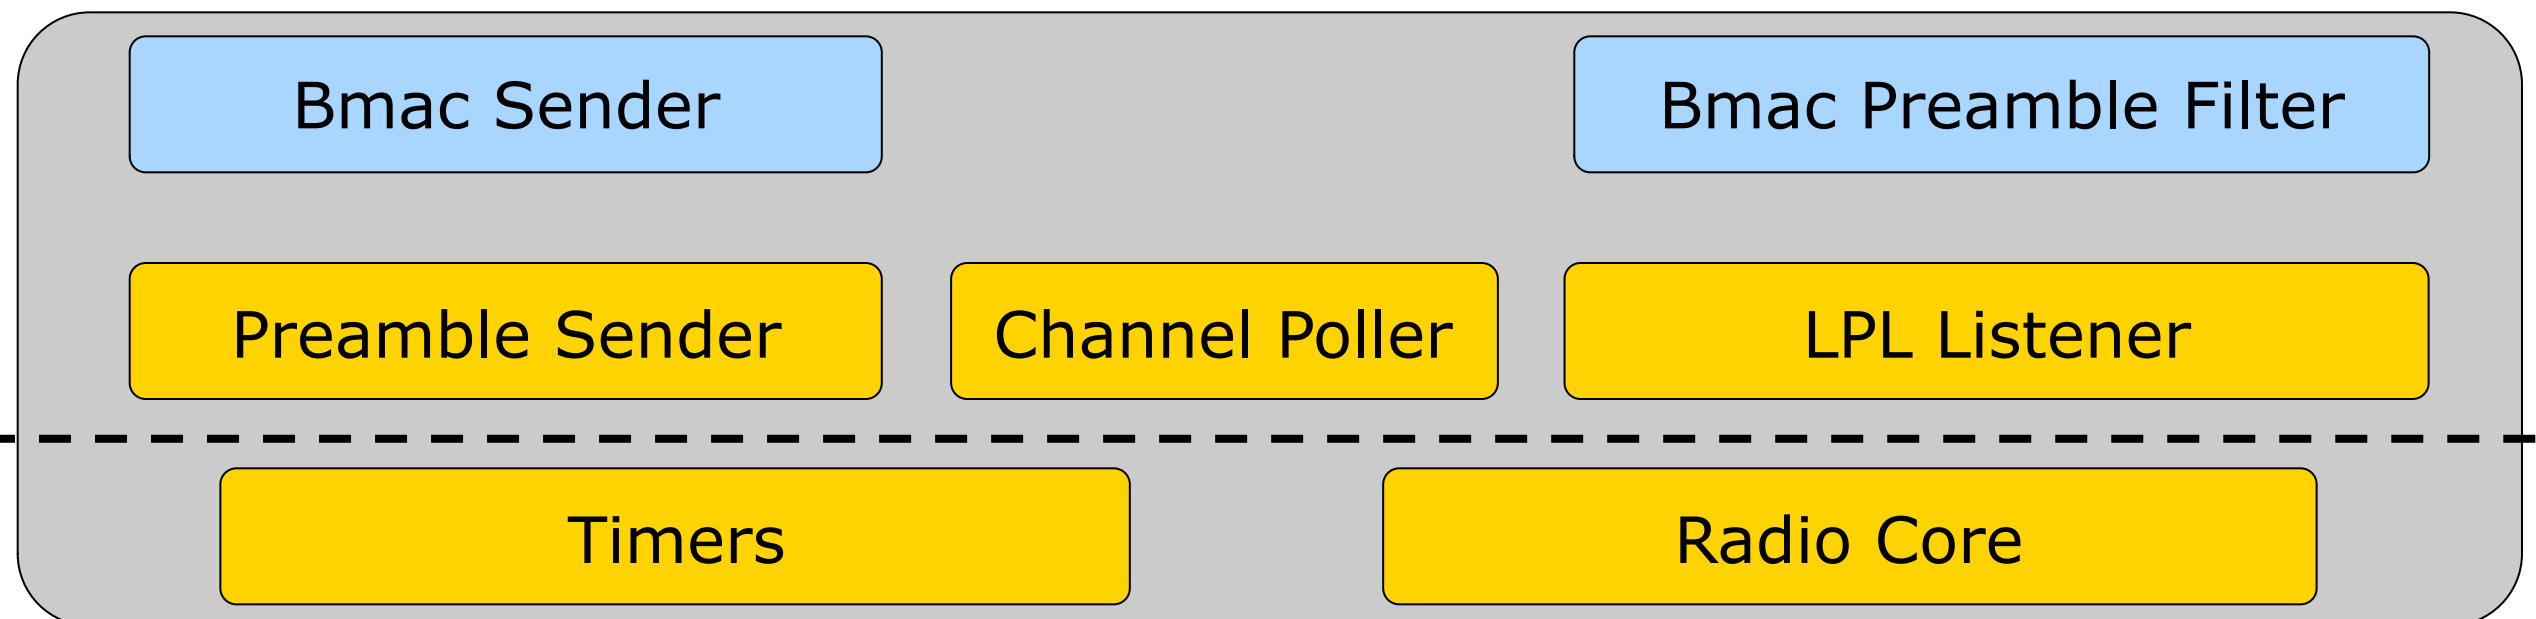 Bmac Sender
Bmac Preamble Filter
Preamble Sender
Channel Poller
LPL Listener
Timers
Radio Core